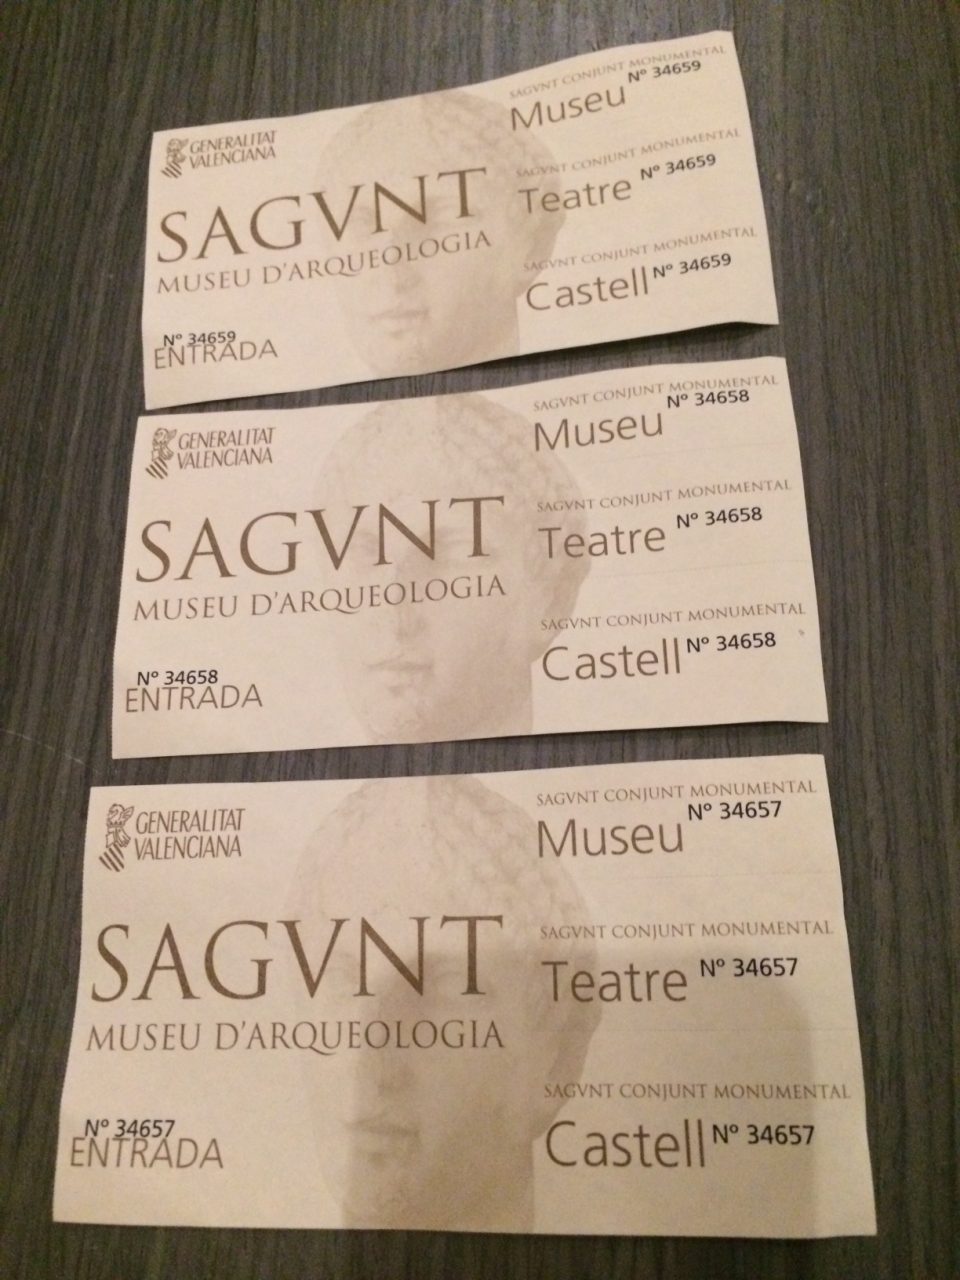 GENERALITAT
VALENCIANA
SAGVNT
MUSEU D'ARQUEOLOGIA
Nº 34659
ENTRADA
SAGVNT CONJUNT MONUMENTAL
Museu Nº 34659
SAGVNT CONJUNT MONUMENTAL
Teatre Nº 34659
SAGVNT CONJUNT MONUMENTAL
Castell Nº 34659
GENERALITAT
VALENCIANA
SAGVNT
MUSEU D'ARQUEOLOGIA
Nº 34658
ENTRADA
SAGVNT CONJUNT MONUMENTAL
Museu Nº 34658
SAGVNT CONJUNT MONUMENTAL
Teatre Nº 34658
SAGVNT CONJUNT MONUMENTAL
Castell Nº 34658
GENERALITAT
VALENCIANA
SAGVNT
MUSEU D'ARQUEOLOGIA
Nº 34657
ENTRADA
SAGVNT CONJUNT MONUMENTAL
Museu Nº 34657
SAGVNT CONJUNT MONUMENTAL
Teatre Nº 34657
SAGVNT CONJUNT MONUMENTAL
Castell Nº 34657